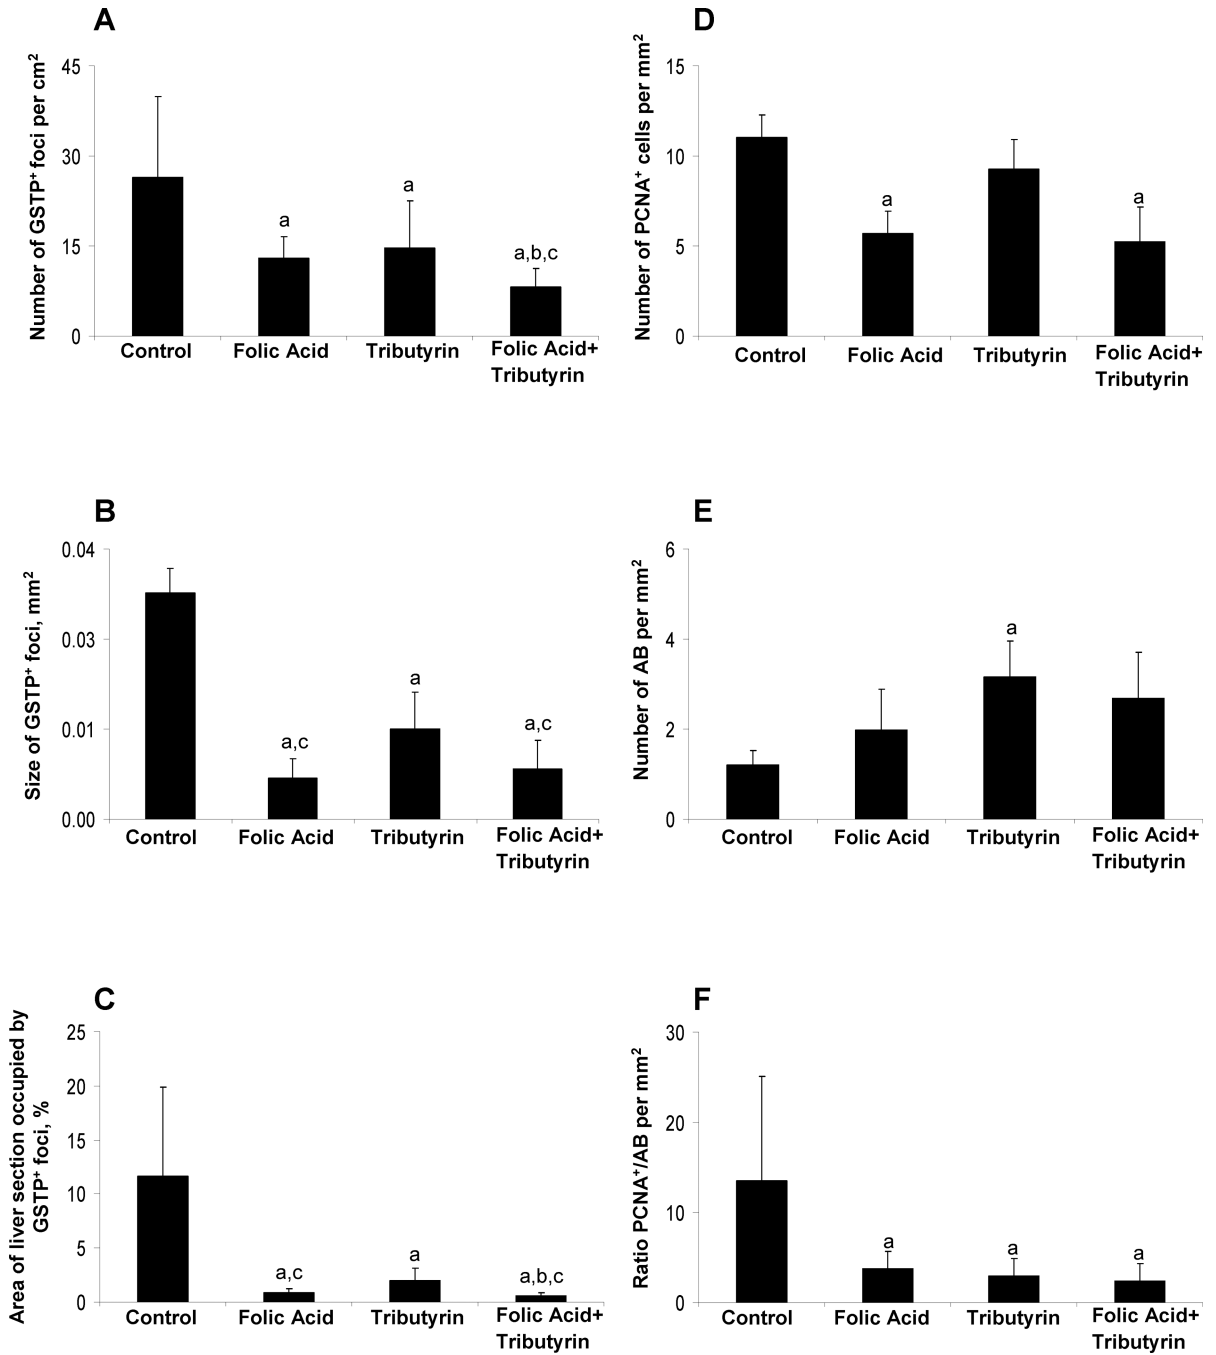 A
Number of GSTP⁺ foci per cm²
45
30
15
0
a
a
a,b,c
Control
Folic Acid
Tributyrin
Folic Acid+
Tributyrin
D
Number of PCNA⁺ cells per mm²
15
10
5
0
a
a
Control
Folic Acid
Tributyrin
Folic Acid+
Tributyrin
B
Size of GSTP⁺ foci, mm²
0.04
0.03
0.01
0.00
a,c
a
a,c
Control
Folic Acid
Tributyrin
Folic Acid+
Tributyrin
E
Number of AB per mm²
6
4
2
0
a
Control
Folic Acid
Tributyrin
Folic Acid+
Tributyrin
C
Area of liver section occupied by
GSTP⁺ foci, %
25
20
15
10
5
0
a,c
a
a,b,c
Control
Folic Acid
Tributyrin
Folic Acid+
Tributyrin
F
Ratio PCNA⁺/AB per mm²
30
20
10
0
a
a
a
Control
Folic Acid
Tributyrin
Folic Acid+
Tributyrin